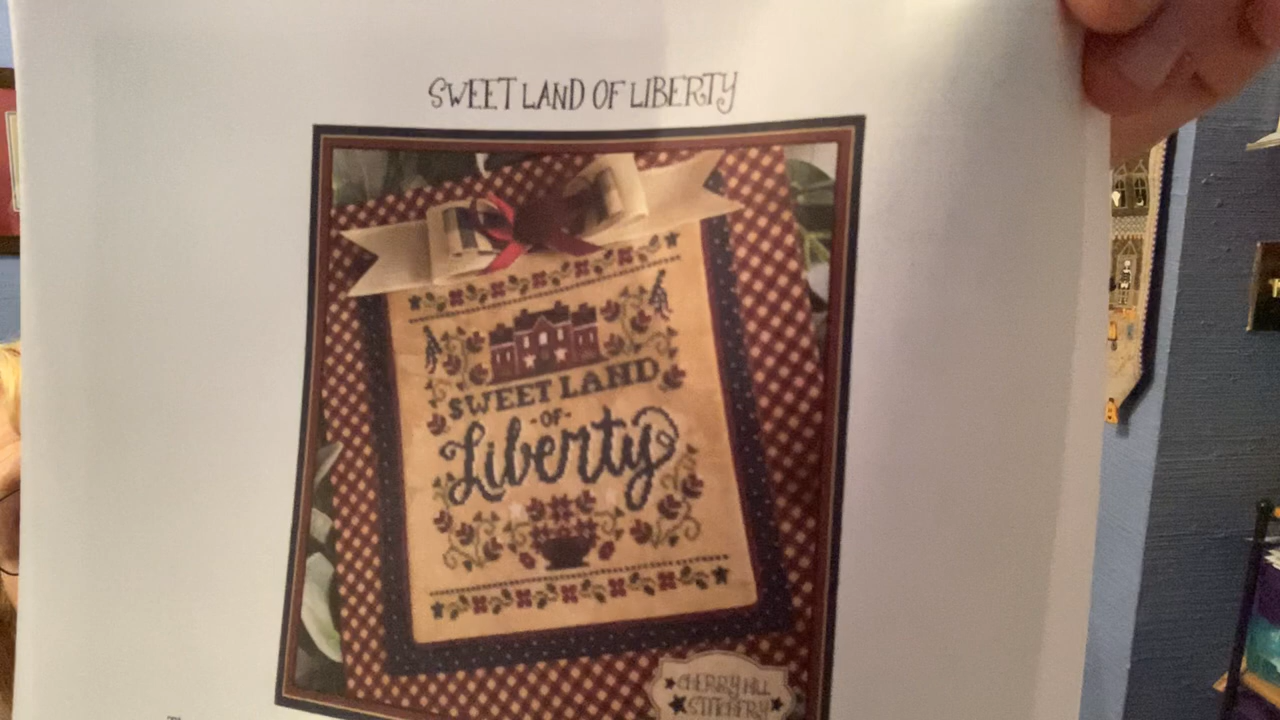 SWEET LAND OF LIBERTY
SWEET LAND
-OF-
Liberty
CHERRY HILL
STITCHERY